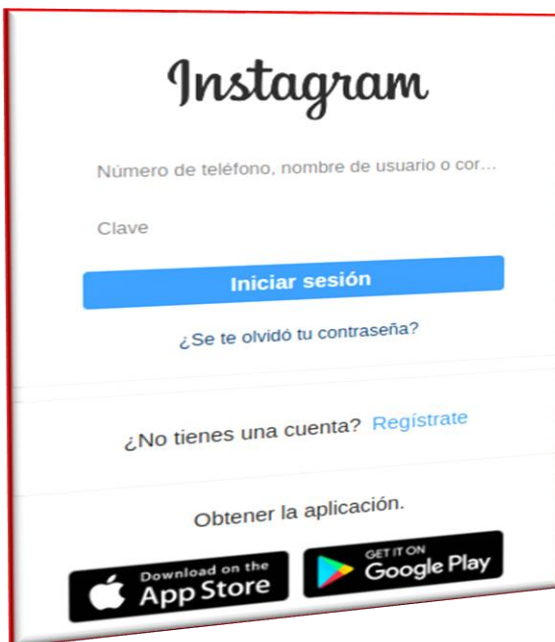 Instagram
Número de teléfono, nombre de usuario o cor...
Clave
Iniciar sesión
¿Se te olvidó tu contraseña?
¿No tienes una cuenta? Regístrate
Obtener la aplicación.
Download on the
App Store
GET IT ON
Google Play